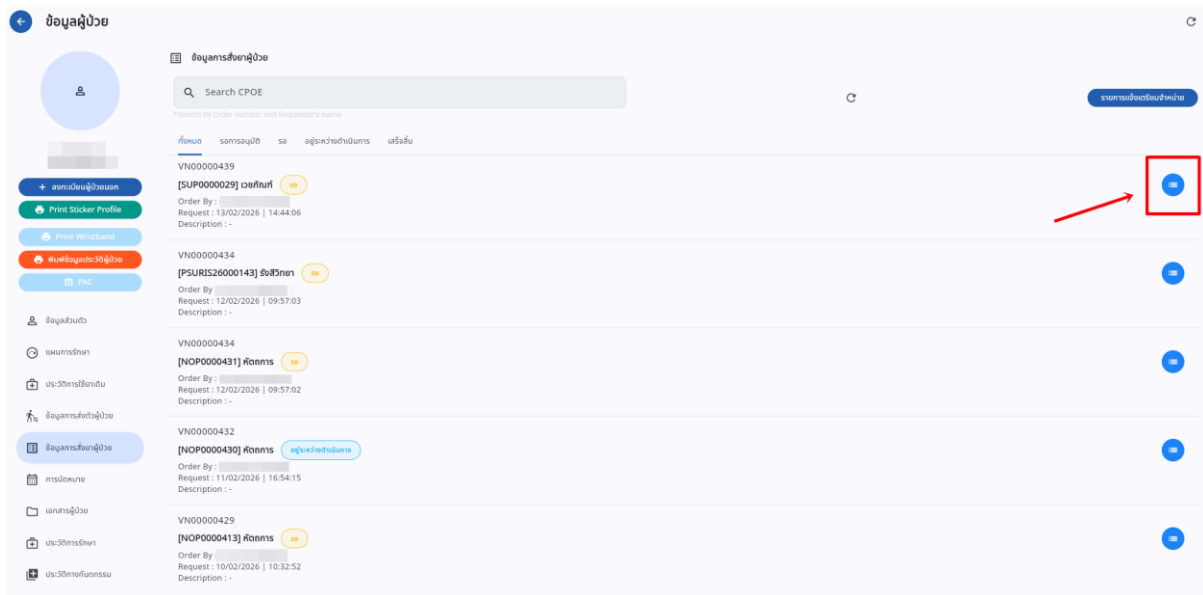 ข้อมูลผู้ป่วย
ข้อมูลการสั่งยาผู้ป่วย
Search CPOE
*Search by Order number and Requester's name
รายการแจ้งเตรียมจำหน่าย
ทั้งหมด รอการอนุมัติ รอ อยู่ระหว่างดำเนินการ เสร็จสิ้น
+ ลงทะเบียนผู้ป่วยนอก
Print Sticker Profile
Print Wristband
พิมพ์ข้อมูลประวัติผู้ป่วย
PAC
ข้อมูลส่วนตัว
แผนการรักษา
ประวัติการใช้ยาเดิม
ข้อมูลการส่งตัวผู้ป่วย
ข้อมูลการสั่งยาผู้ป่วย
การนัดหมาย
เอกสารผู้ป่วย
ประวัติการรักษา
ประวัติทางทันตกรรม
VN00000439
[SUP0000029] เวชภัณฑ์ รอ
Order By :
Request : 13/02/2026 | 14:44:06
Description : -
VN00000434
[PSURIS26000143] รังสีวิทยา รอ
Order By
Request : 12/02/2026 | 09:57:03
Description : -
VN00000434
[NOP0000431] หัตถการ รอ
Order By :
Request : 12/02/2026 | 09:57:02
Description : -
VN00000432
[NOP0000430] หัตถการ อยู่ระหว่างดำเนินการ
Order By :
Request : 11/02/2026 | 16:54:15
Description : -
VN00000429
[NOP0000413] หัตถการ รอ
Order By
Request : 10/02/2026 | 10:32:52
Description : -